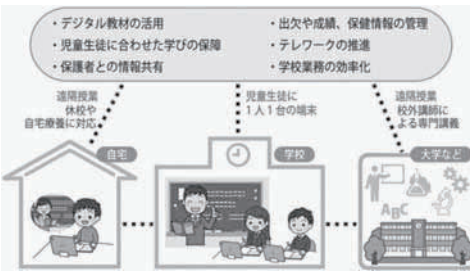 ・デジタル教材の活用
・児童生徒に合わせた学びの保障
・保護者との情報共有
・出欠や成績、保健情報の管理
・テレワークの推進
・学校業務の効率化
遠隔授業
休校や
自宅療養に対応
児童生徒に
1人1台の端末
遠隔授業
校外講師に
よる専門講義
自宅
学校
大学など
ABC